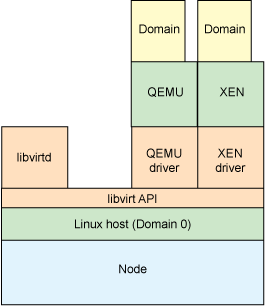 Domain
Domain
QEMU
XEN
libvirtd
QEMU
driver
XEN
driver
libvirt API
Linux host (Domain 0)
Node